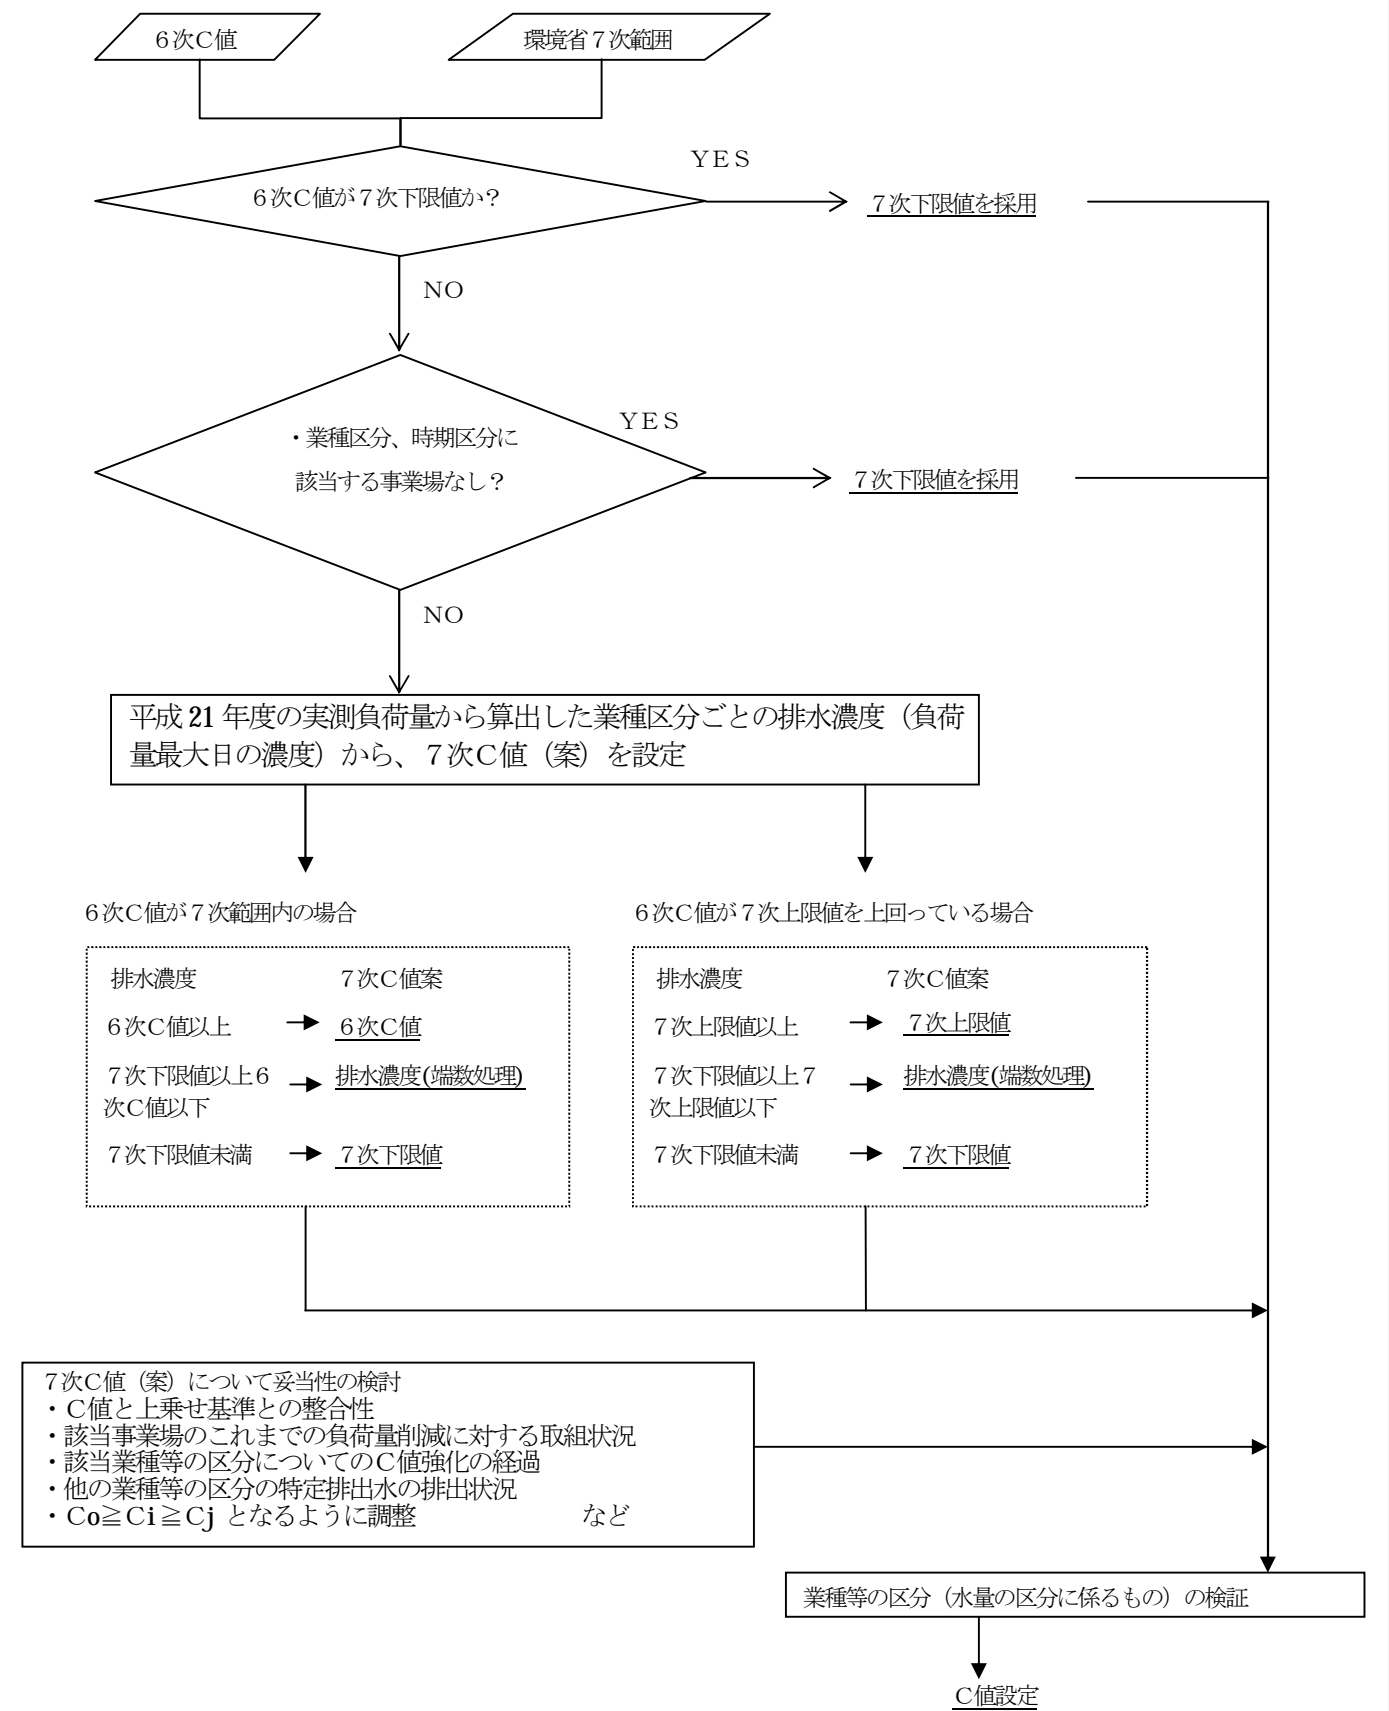 ６次Ｃ値
環境省７次範囲
６次Ｃ値が７次下限値か？
ＹＥＳ
７次下限値を採用
ＮＯ
・業種区分、時期区分に
該当する事業場なし？
ＹＥＳ
７次下限値を採用
ＮＯ
平成 21 年度の実測負荷量から算出した業種区分ごとの排水濃度（負荷
量最大日の濃度）から、７次Ｃ値（案）を設定
６次Ｃ値が７次範囲内の場合
排水濃度 ７次Ｃ値案
６次Ｃ値以上 ６次Ｃ値
７次下限値以上６ 排水濃度(端数処理)
次Ｃ値以下
７次下限値未満 ７次下限値
６次Ｃ値が７次上限値を上回っている場合
排水濃度 ７次Ｃ値案
７次上限値以上 ７次上限値
７次下限値以上７ 排水濃度(端数処理)
次上限値以下
７次下限値未満 ７次下限値
７次Ｃ値（案）について妥当性の検討
・Ｃ値と上乗せ基準との整合性
・該当事業場のこれまでの負荷量削減に対する取組状況
・該当業種等の区分についてのＣ値強化の経過
・他の業種等の区分の特定排出水の排出状況
・Ｃo≧Ｃi≧Ｃj となるように調整 など
業種等の区分（水量の区分に係るもの）の検証
Ｃ値設定